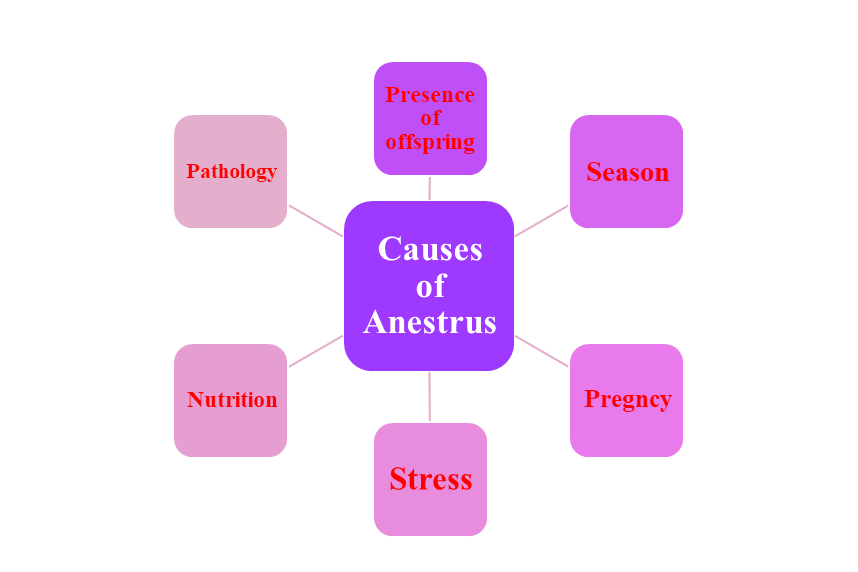 Presence
of
offspring
Season
Pathology
Causes
of
Anestrus
Nutrition
Pregncy
Stress